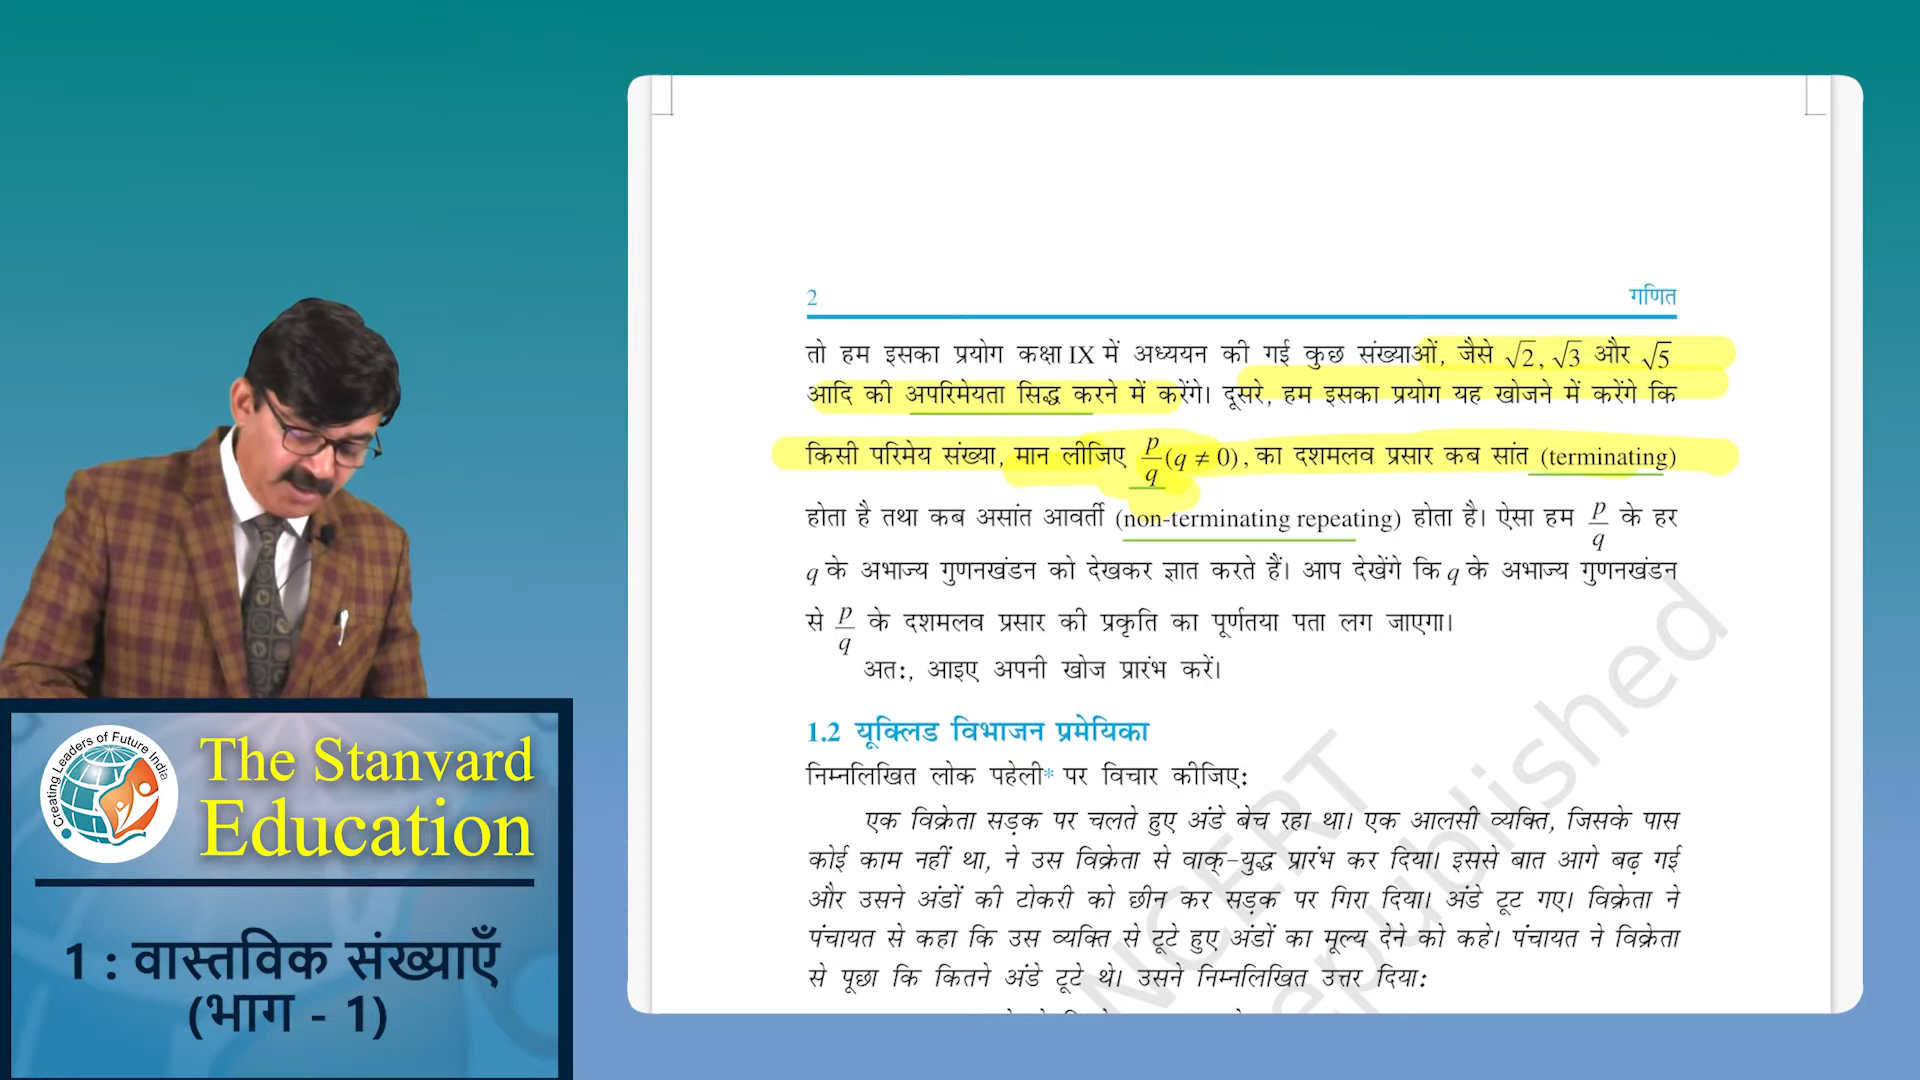 2 गणित
तो हम इसका प्रयोग कक्षा IX में अध्ययन की गई कुछ संख्याओं, जैसे √2, √3 और √5
आदि की अपरिमेयता सिद्ध करने में करेंगे। दूसरे, हम इसका प्रयोग यह खोजने में करेंगे कि
किसी परिमेय संख्या, मान लीजिए p/q (q ≠ 0), का दशमलव प्रसार कब सांत (terminating)
होता है तथा कब असांत आवर्ती (non-terminating repeating) होता है। ऐसा हम p/q के हर
q के अभाज्य गुणनखंडन को देखकर ज्ञात करते हैं। आप देखेंगे कि q के अभाज्य गुणनखंडन
से p/q के दशमलव प्रसार की प्रकृति का पूर्णतया पता लग जाएगा।
अतः, आइए अपनी खोज प्रारंभ करें।
1.2 यूक्लिड विभाजन प्रमेयिका
निम्नलिखित लोक पहेली* पर विचार कीजिए:
एक विक्रेता सड़क पर चलते हुए अंडे बेच रहा था। एक आलसी व्यक्ति, जिसके पास
कोई काम नहीं था, ने उस विक्रेता से वाक्-युद्ध प्रारंभ कर दिया। इससे बात आगे बढ़ गई
और उसने अंडों की टोकरी को छीन कर सड़क पर गिरा दिया। अंडे टूट गए। विक्रेता ने
पंचायत से कहा कि उस व्यक्ति से टूटे हुए अंडों का मूल्य देने को कहे। पंचायत ने विक्रेता
से पूछा कि कितने अंडे टूटे थे। उसने निम्नलिखित उत्तर दिया:
NCERT
republished
Creating Leaders of Future India
The Stanvard
Education
1 : वास्तविक संख्याएँ
(भाग - 1)